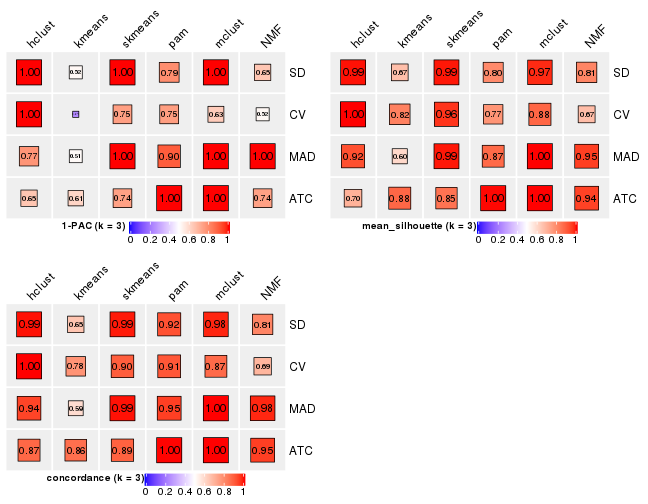 hclust kmeans skmeans pam mclust NMF
1.00 0.52 1.00 0.79 1.00 SD
1.00 0.75 0.75 0.63 0.52 CV
0.77 0.51 1.00 0.90 1.00 1.00 MAD
0.61 0.74 1.00 1.00 0.74 ATC
1-PAC (k = 3)
0 0.2 0.4 0.6 0.8 1
hclust kmeans skmeans pam mclust NMF
0.99 0.67 0.99 0.80 0.97 0.81 SD
1.00 0.82 0.96 0.77 0.88 0.67 CV
0.92 0.60 0.99 0.87 1.00 0.95 MAD
0.70 0.88 0.85 1.00 1.00 0.94 ATC
mean_silhouette (k = 3)
0 0.2 0.4 0.6 0.8 1
hclust kmeans skmeans pam mclust NMF
0.99 0.99 0.92 0.98 0.81 SD
1.00 0.78 0.90 0.91 0.87 0.69 CV
0.94 0.59 0.99 0.95 1.00 0.98 MAD
0.87 0.86 0.89 1.00 1.00 0.95 ATC
concordance (k = 3)
0 0.2 0.4 0.6 0.8 1